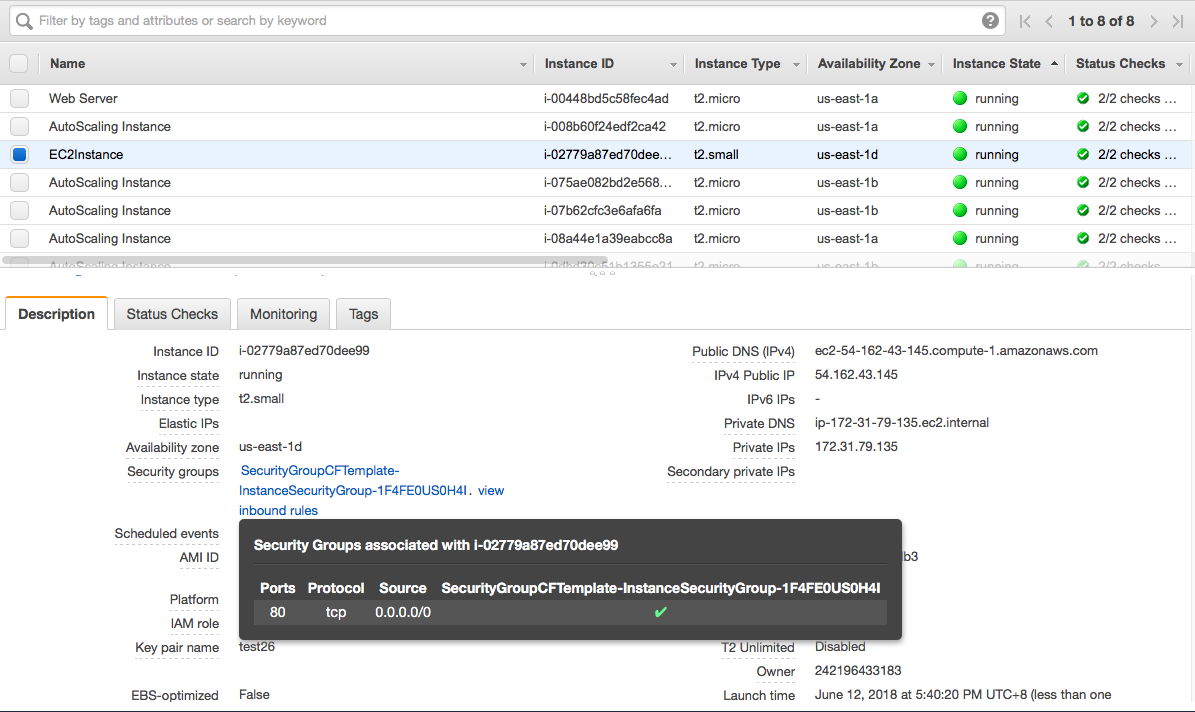 Filter by tags and attributes or search by keyword
1 to 8 of 8
Name Instance ID Instance Type Availability Zone Instance State Status Checks
Web Server i-00448bd5c58fec4ad t2.micro us-east-1a running 2/2 checks ...
AutoScaling Instance i-008b60f24edf2ca42 t2.micro us-east-1a running 2/2 checks ...
EC2Instance i-02779a87ed70dee... t2.small us-east-1d running 2/2 checks ...
AutoScaling Instance i-075ae082bd2e568... t2.micro us-east-1b running 2/2 checks ...
AutoScaling Instance i-07b62cfc3e6afa6fa t2.micro us-east-1b running 2/2 checks ...
AutoScaling Instance i-08a44e1a39eabcc8a t2.micro us-east-1a running 2/2 checks ...
AutoScaling Instance t2.micro us-east-1b running 2/2 checks
Description Status Checks Monitoring Tags
Instance ID i-02779a87ed70dee99
Instance state running
Instance type t2.small
Elastic IPs
Availability zone us-east-1d
Security groups SecurityGroupCFTemplate-
InstanceSecurityGroup-1F4FE0US0H4I. view
inbound rules
Scheduled events
AMI ID
Platform
IAM role
Key pair name test26
EBS-optimized False
Public DNS (IPv4) ec2-54-162-43-145.compute-1.amazonaws.com
IPv4 Public IP 54.162.43.145
IPv6 IPs -
Private DNS ip-172-31-79-135.ec2.internal
Private IPs 172.31.79.135
Secondary private IPs
b3
T2 Unlimited Disabled
Owner 242196433183
Launch time June 12, 2018 at 5:40:20 PM UTC+8 (less than one
Security Groups associated with i-02779a87ed70dee99
Ports Protocol Source SecurityGroupCFTemplate-InstanceSecurityGroup-1F4FE0US0H4I
80 tcp 0.0.0.0/0 ✔